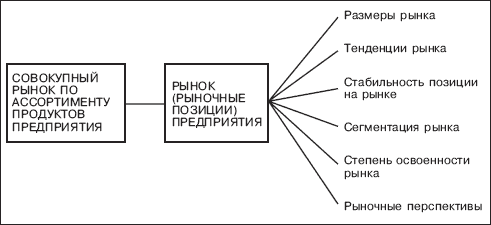 СОВОКУПНЫЙ
РЫНОК ПО
АССОРТИМЕНТУ
ПРОДУКТОВ
ПРЕДПРИЯТИЯ
РЫНОК
(РЫНОЧНЫЕ
ПОЗИЦИИ)
ПРЕДПРИЯТИЯ
Размеры рынка
Тенденции рынка
Стабильность позиции
на рынке
Сегментация рынка
Степень освоенности
рынка
Рыночные перспективы